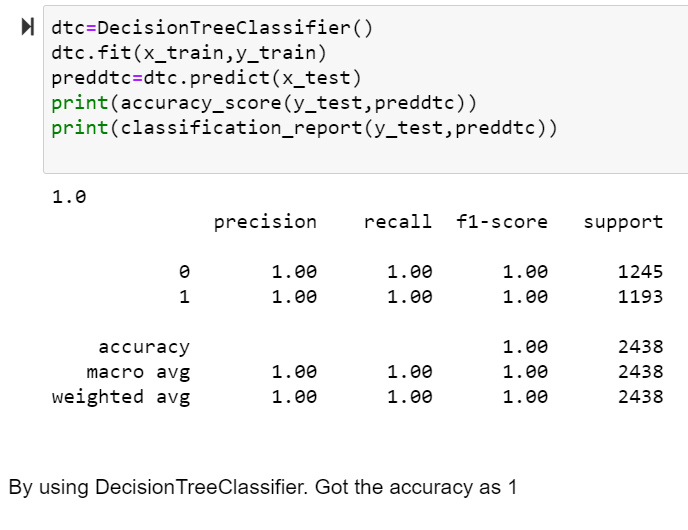 dtc=DecisionTreeClassifier()
dtc.fit(x_train,y_train)
preddtc=dtc.predict(x_test)
print(accuracy_score(y_test,preddtc))
print(classification_report(y_test,preddtc))
1.0
precision recall f1-score support
0 1.00 1.00 1.00 1245
1 1.00 1.00 1.00 1193
accuracy 1.00 2438
macro avg 1.00 1.00 1.00 2438
weighted avg 1.00 1.00 1.00 2438
By using DecisionTreeClassifier. Got the accuracy as 1